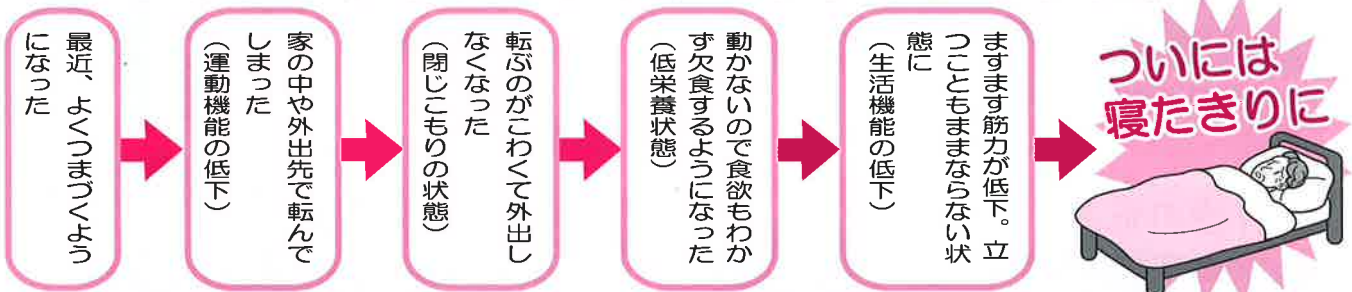 最近、よくつまづくよう
になった
家の中や外出先で転んで
しまった
（運動機能の低下）
転ぶのがこわくて外出し
なくなった
（閉じこもりの状態）
動かないので食欲もわか
ず欠食するようになった
（低栄養状態）
ますます筋力が低下。立
つこともままならない状
態に
（生活機能の低下）
ついには
寝たきりに